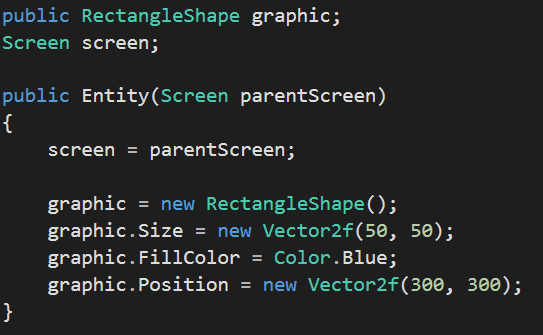 public RectangleShape graphic;
Screen screen;
public Entity(Screen parentScreen)
{
screen = parentScreen;
graphic = new RectangleShape();
graphic.Size = new Vector2f(50, 50);
graphic.FillColor = Color.Blue;
graphic.Position = new Vector2f(300, 300);
}